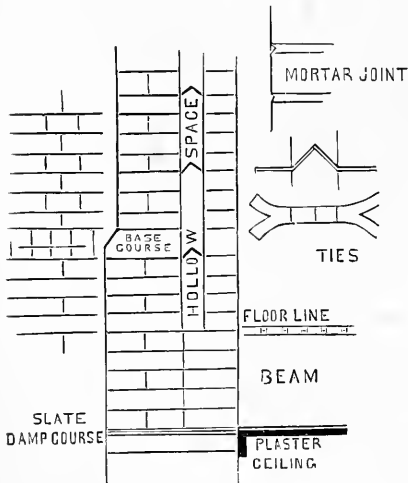 MORTAR JOINT
HOLLOW SPACE
BASE
COURSE
TIES
FLOOR LINE
BEAM
SLATE
DAMP COURSE
PLASTER
CEILING